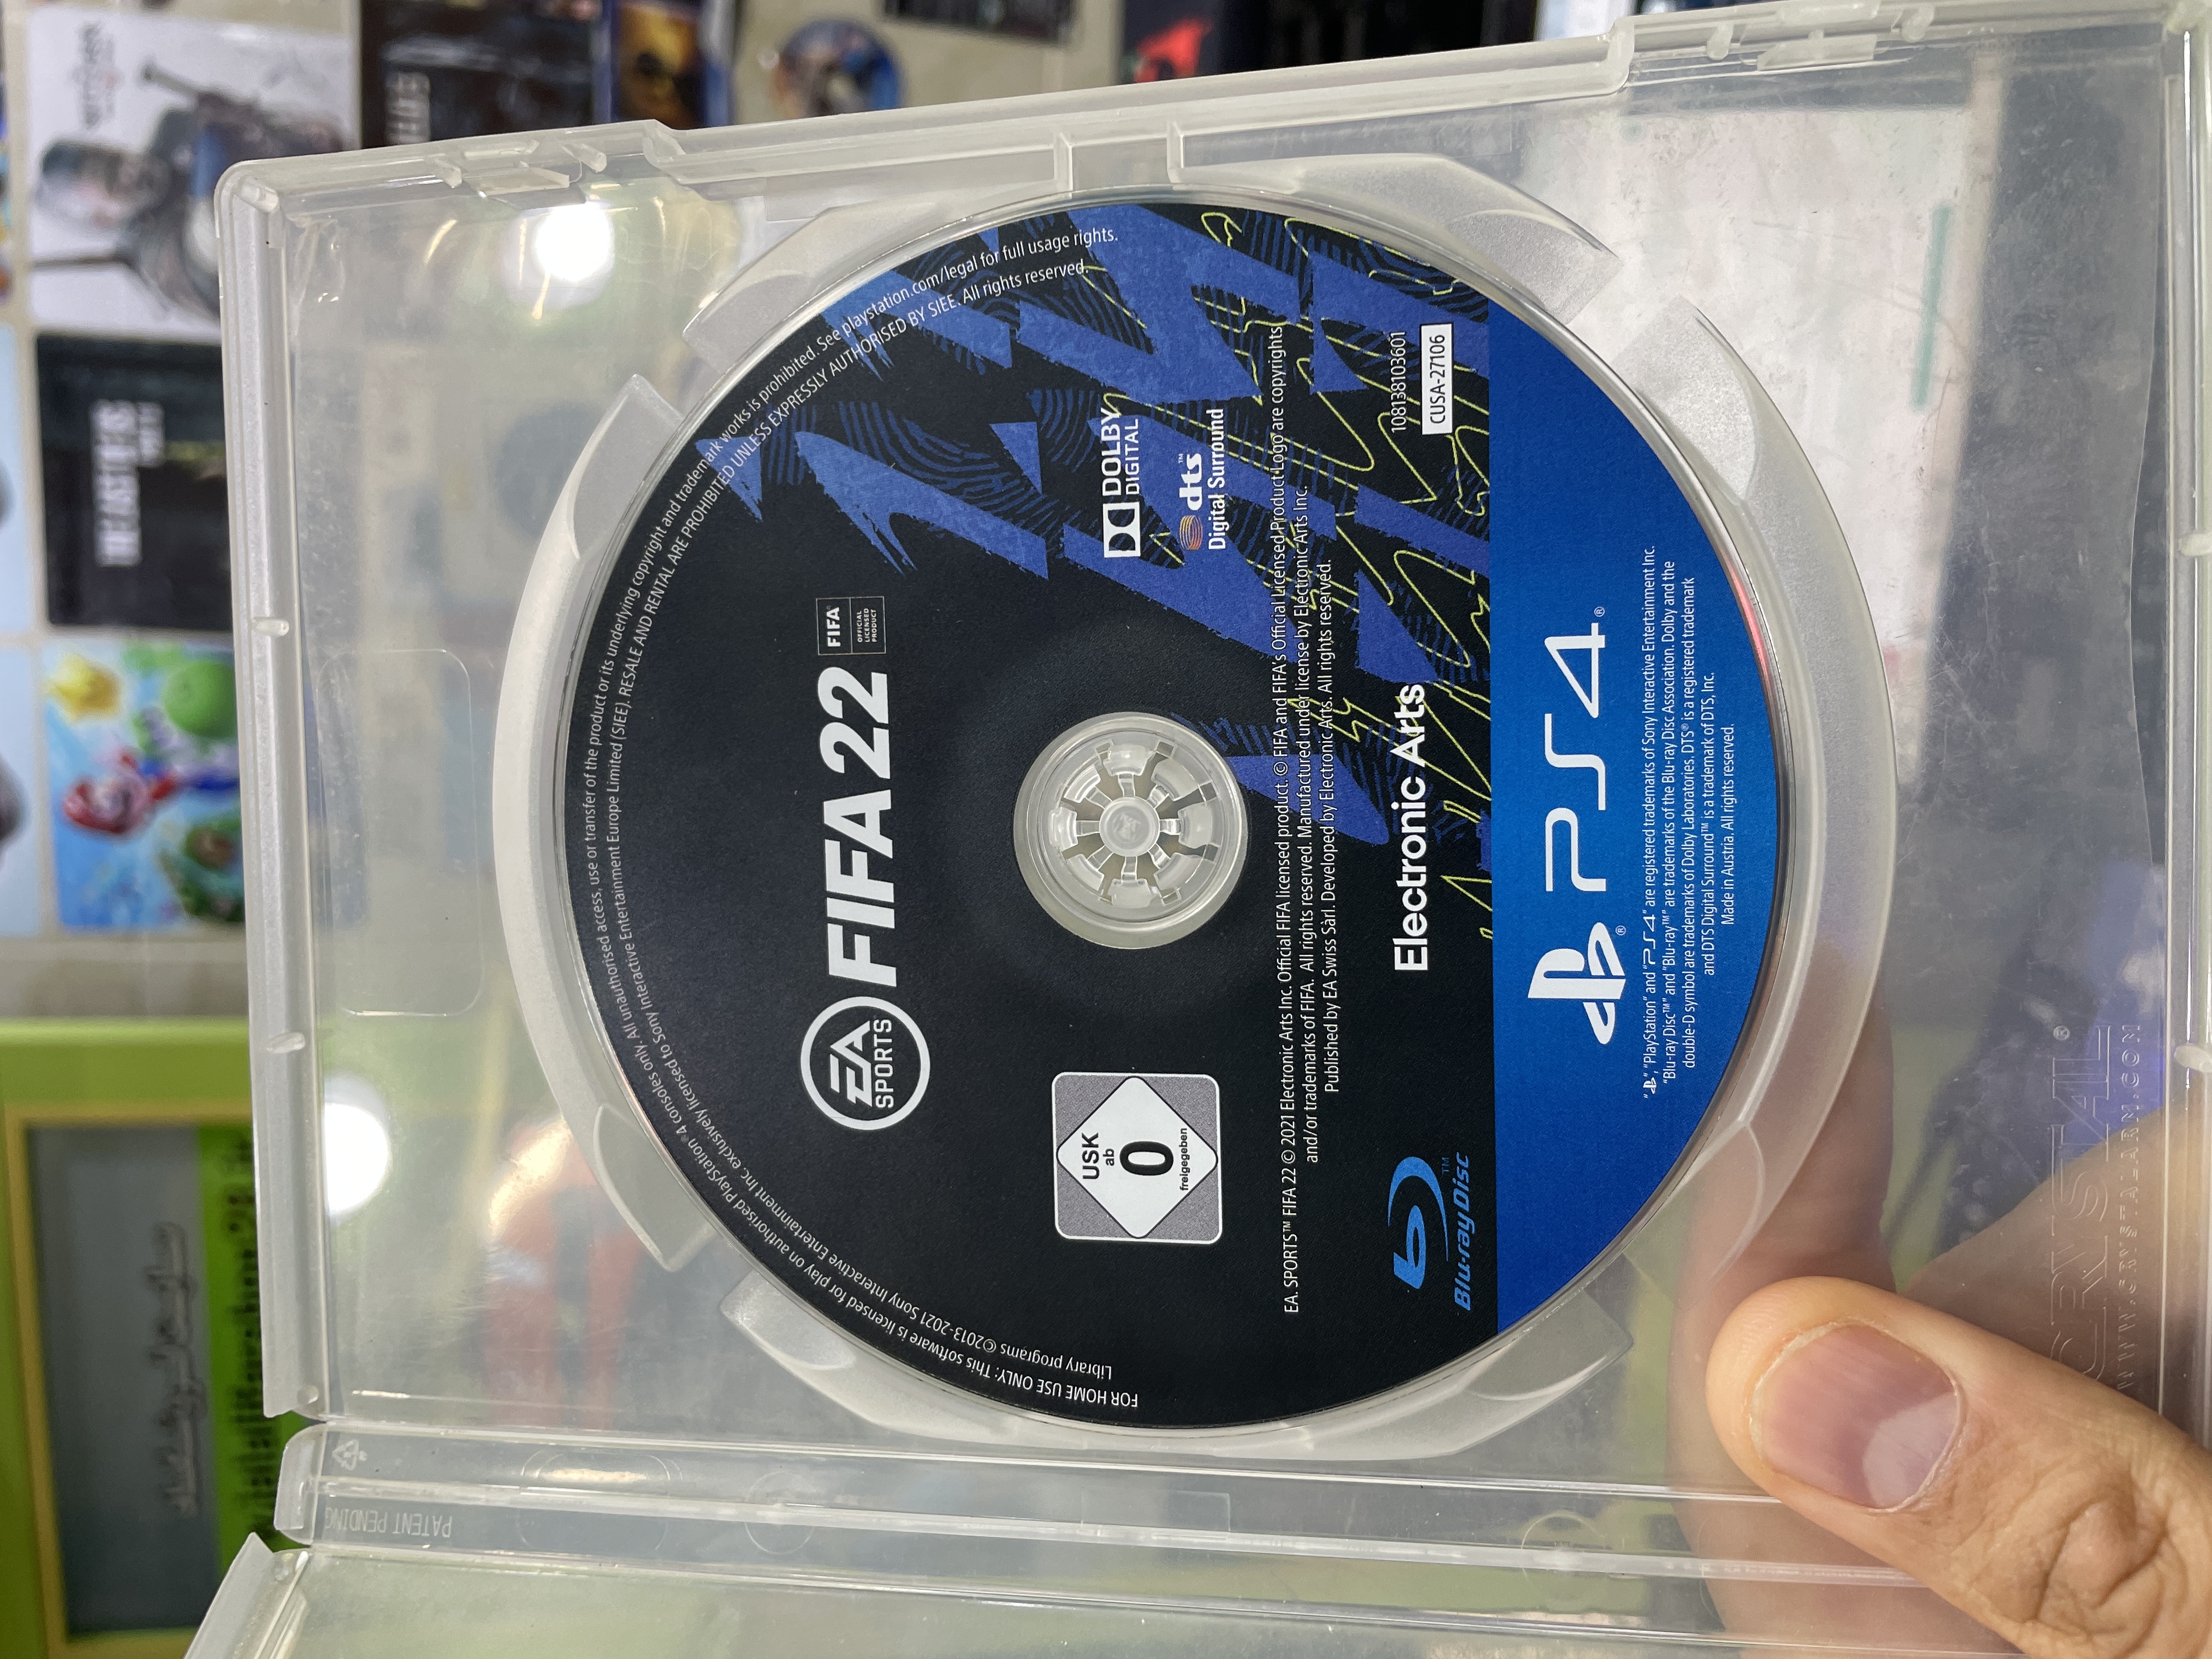 FOR HOME USE ONLY: This software is licensed for play on authorised PlayStation®4 consoles only. All unauthorised access, use or transfer of the product or its underlying copyright and trademark works is prohibited. See playstation.com/legal for full usage rights.
Library programs ©2013-2021 Sony Interactive Entertainment Inc. exclusively licensed to Sony Interactive Entertainment Europe Limited (SIEE). RESALE AND RENTAL ARE PROHIBITED UNLESS EXPRESSLY AUTHORISED BY SIEE. All rights reserved.
EA
SPORTS™
FIFA 22
FIFA®
OFFICIAL
LICENSED
PRODUCT
USK
ab
0
freigegeben
DOLBY
DIGITAL
dts™
Digital Surround
EA SPORTS™ FIFA 22 © 2021 Electronic Arts Inc. Official FIFA licensed product. © FIFA and FIFA's Official Licensed Product Logo are copyrights
and/or trademarks of FIFA. All rights reserved. Manufactured under license by Electronic Arts Inc.
Published by EA Swiss Sàrl. Developed by Electronic Arts. All rights reserved.
Blu-ray Disc™
Electronic Arts
108138103601
CUSA-27106
PS4®
" ", "PlayStation" and "PS4" are registered trademarks of Sony Interactive Entertainment Inc.
"Blu-ray Disc™" and "Blu-ray™" are trademarks of the Blu-ray Disc Association. Dolby and the
double-D symbol are trademarks of Dolby Laboratories. DTS® is a registered trademark
and DTS Digital Surround™ is a trademark of DTS, Inc.
Made in Austria. All rights reserved.
CRYSTAL®
PATENT PENDING